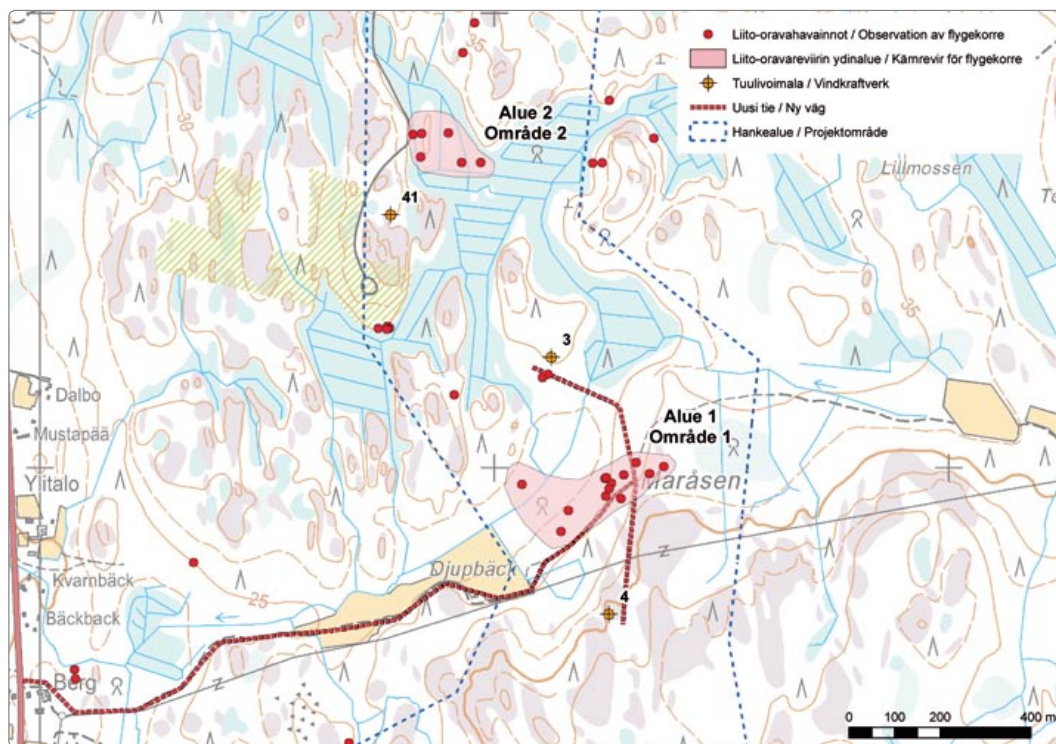 Liito-oravahavainnot / Observation av flygekorre
Liito-oravareviirin ydinalue / Kärnrevir för flygekorre
Tuulivoimala / Vindkraftverk
Uusi tie / Ny väg
Hankealue / Projektområde
35
Alue 2
Område 2
30
Lillmossen
41
35
3
Dalbo
Mustapää
Alue 1
Område 1
Ylitalo
Maråsen
Djupbäck
Kvarnbäck
25
Bäckback
4
Z
Z
Z
Berg
0 100 200 400 m